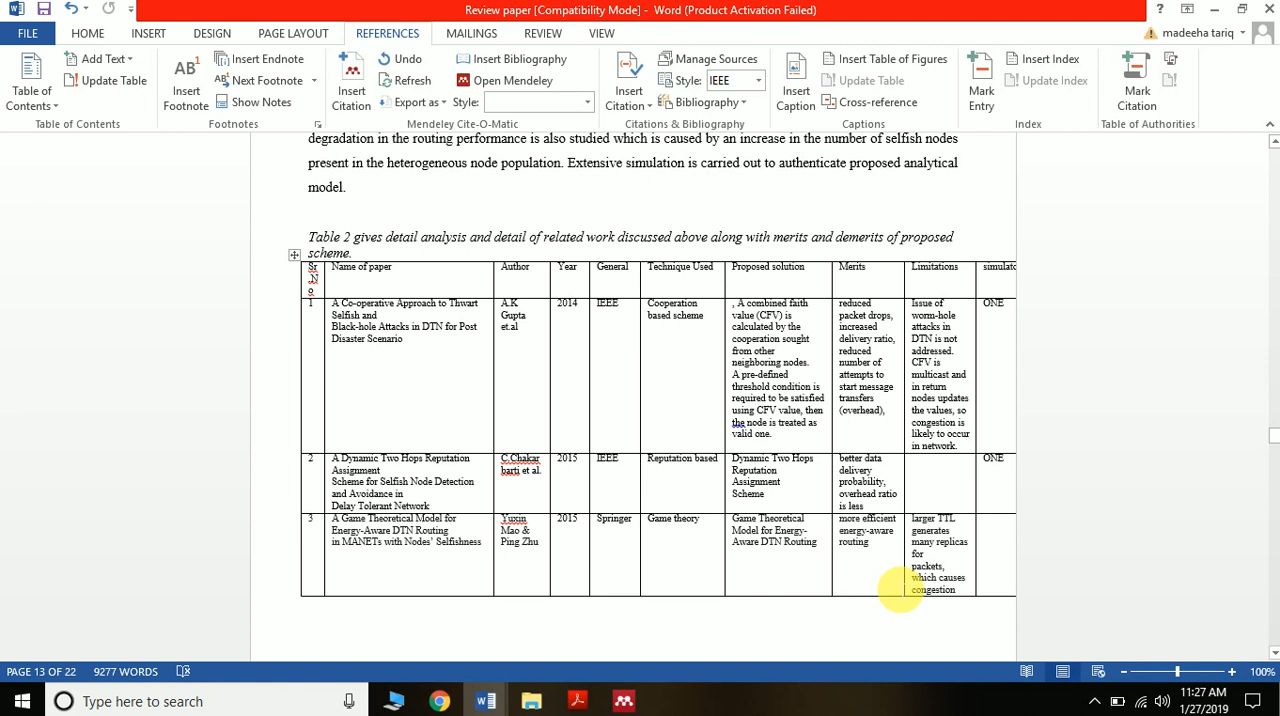 Review paper [Compatibility Mode] - Word (Product Activation Failed)
FILE HOME INSERT DESIGN PAGE LAYOUT REFERENCES MAILINGS REVIEW VIEW madeeha tariq
Table of Contents
Add Text
Update Table
Table of Contents
AB1
Insert Footnote
Insert Endnote
Next Footnote
Show Notes
Footnotes
Insert Citation
Undo
Refresh
Export as
Insert Bibliography
Open Mendeley
Style:
Mendeley Cite-O-Matic
Insert Citation
Manage Sources
Style: IEEE
Bibliography
Citations & Bibliography
Insert Caption
Insert Table of Figures
Update Table
Cross-reference
Captions
Mark Entry
Insert Index
Update Index
Index
Mark Citation
Table of Authorities
degradation in the routing performance is also studied which is caused by an increase in the number of selfish nodes
present in the heterogeneous node population. Extensive simulation is carried out to authenticate proposed analytical
model.
Table 2 gives detail analysis and detail of related work discussed above along with merits and demerits of proposed
scheme.
Sr
.N
o
Name of paper
Author
Year
General
Technique Used
Proposed solution
Merits
Limitations
simulato
1
A Co-operative Approach to Thwart
Selfish and
Black-hole Attacks in DTN for Post
Disaster Scenario
A.K
Gupta
et.al
2014
IEEE
Cooperation
based scheme
, A combined faith
value (CFV) is
calculated by the
cooperation sought
from other
neighboring nodes.
A pre-defined
threshold condition is
required to be satisfied
using CFV value, then
the node is treated as
valid one.
reduced
packet drops,
increased
delivery ratio,
reduced
number of
attempts to
start message
transfers
(overhead),
Issue of
worm-hole
attacks in
DTN is not
addressed.
CFV is
multicast and
in return
nodes updates
the values, so
congestion is
likely to occur
in network.
ONE
2
A Dynamic Two Hops Reputation
Assignment
Scheme for Selfish Node Detection
and Avoidance in
Delay Tolerant Network
C.Chakar
barti et al.
2015
IEEE
Reputation based
Dynamic Two Hops
Reputation
Assignment
Scheme
better data
delivery
probability,
overhead ratio
is less
ONE
3
A Game Theoretical Model for
Energy-Aware DTN Routing
in MANETs with Nodes' Selfishness
Yuxin
Mao &
Ping Zhu
2015
Springer
Game theory
Game Theoretical
Model for Energy-
Aware DTN Routing
more efficient
energy-aware
routing
larger TTL
generates
many replicas
for
packets,
which causes
congestion
PAGE 13 OF 22 9277 WORDS 100%
Type here to search
11:27 AM
1/27/2019